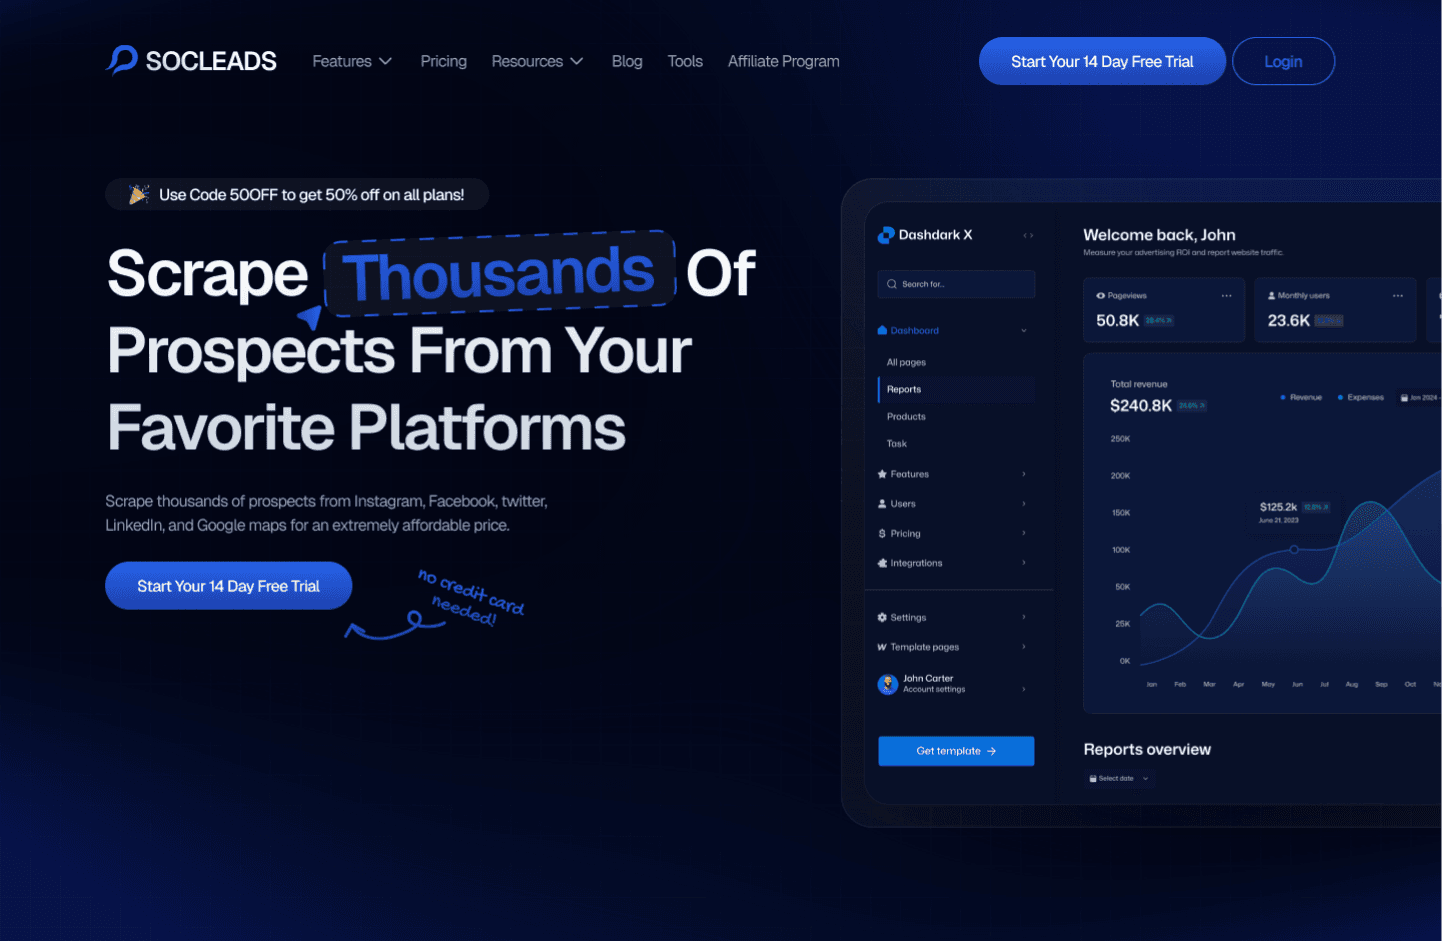 SOCLEADS
Features
Pricing
Resources
Blog
Tools
Affiliate Program
Start Your 14 Day Free Trial
Login
Use Code 50OFF to get 50% off on all plans!
Scrape Thousands Of
Prospects From Your
Favorite Platforms
Scrape thousands of prospects from Instagram, Facebook, twitter,
LinkedIn, and Google maps for an extremely affordable price.
Start Your 14 Day Free Trial
no credit card
needed!
Dashdark X
Search for..
Dashboard
All pages
Reports
Products
Task
Features
Users
Pricing
Integrations
Settings
Template pages
John Carter
Account settings
Get template
Welcome back, John
Measure your advertising ROI and report website traffic.
Pageviews
50.8K
Monthly users
23.6K
Total revenue
$240.8K
Revenue
Expenses
Jan 2024 -
250K
200K
150K
100K
50K
25K
0K
$125.2k
June 21, 2023
Jan Feb Mar Apr May Jun Jul Aug Sep Oct
Reports overview
Select date